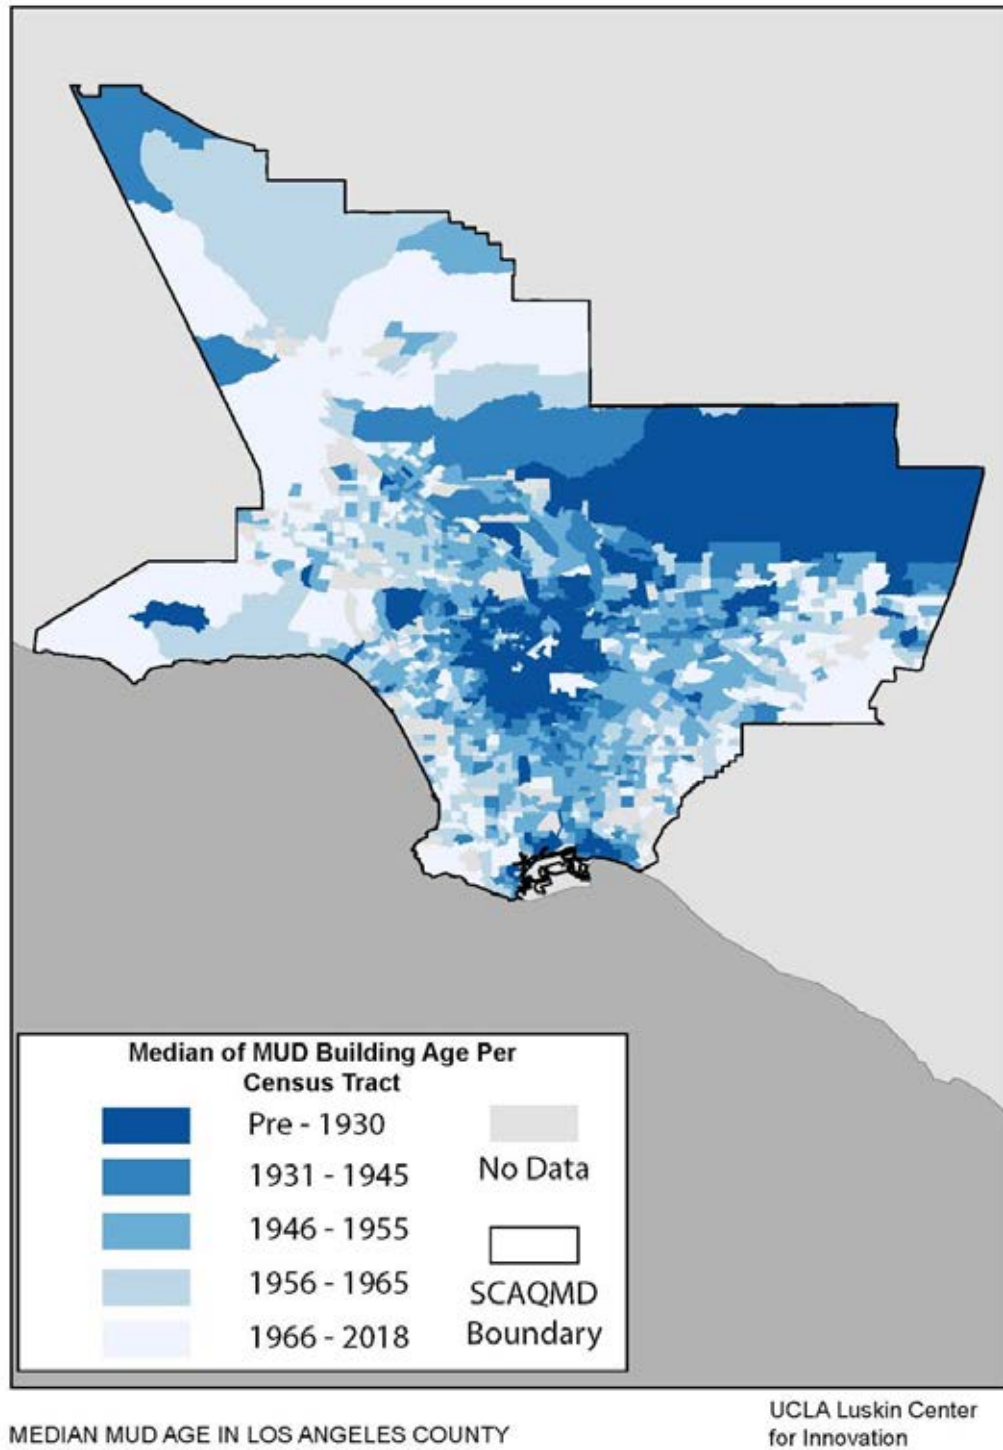 Median of MUD Building Age Per
Census Tract
Pre - 1930
1931 - 1945
1946 - 1955
1956 - 1965
1966 - 2018
No Data
SCAQMD
Boundary
MEDIAN MUD AGE IN LOS ANGELES COUNTY
UCLA Luskin Center
for Innovation